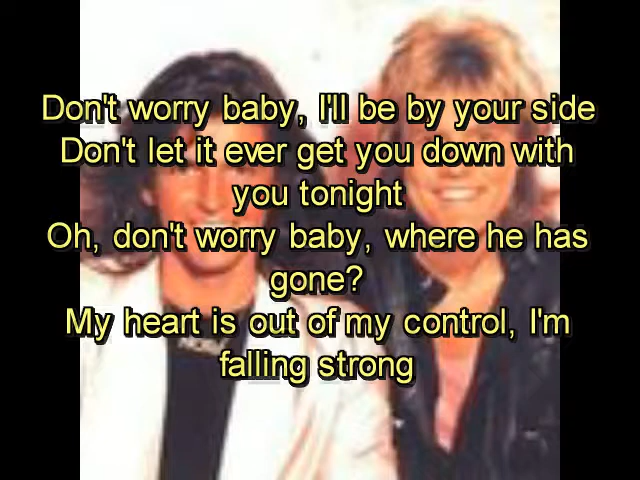 Don't worry baby, I'll be by your side
Don't let it ever get you down with
you tonight
Oh, don't worry baby, where he has
gone?
My heart is out of my control, I'm
falling strong